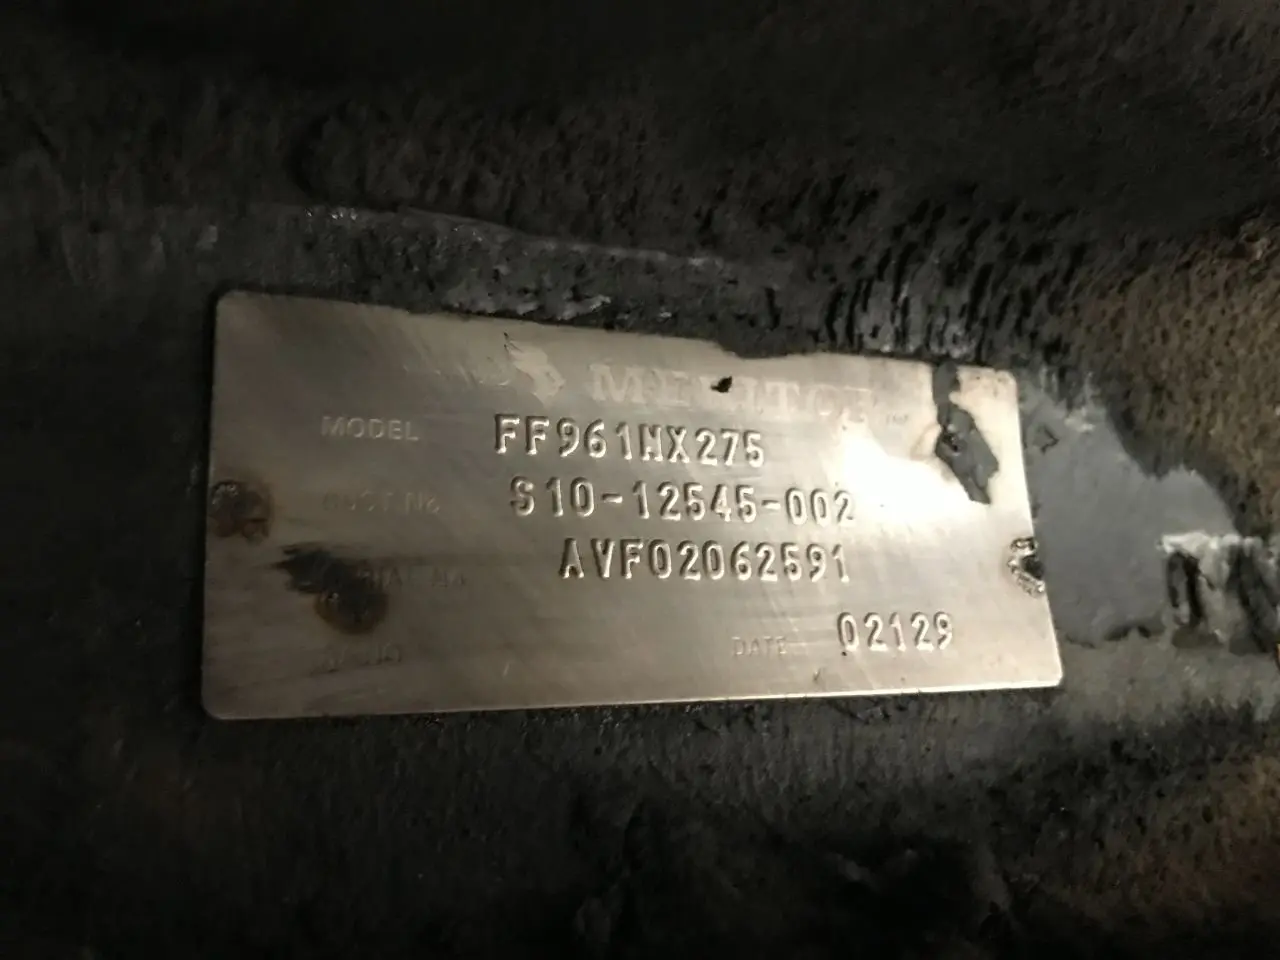 MERITOR
MODEL FF961NX275
S10-12545-002
AVF02062591
DATE 02129